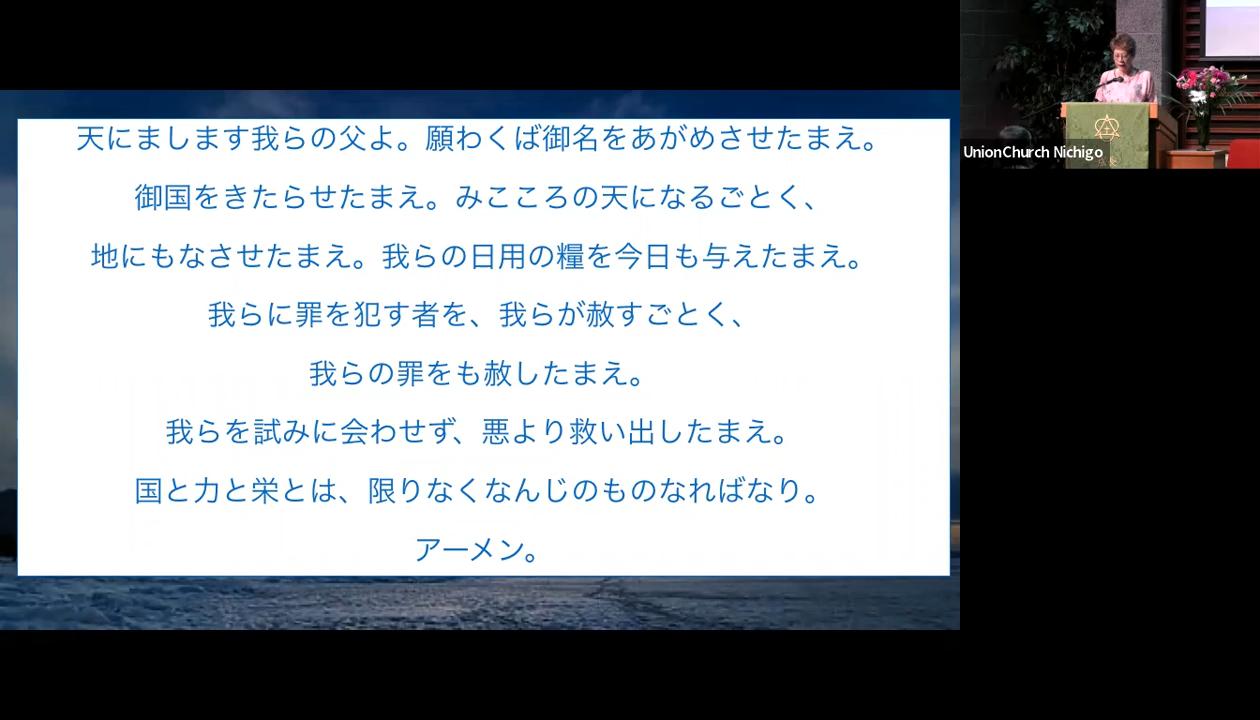 天にまします我らの父よ。願わくば御名をあがめさせたまえ。
御国をきたらせたまえ。みこころの天になるごとく、
地にもなさせたまえ。我らの日用の糧を今日も与えたまえ。
我らに罪を犯す者を、我らが赦すごとく、
我らの罪をも赦したまえ。
我らを試みに会わせず、悪より救い出したまえ。
国と力と栄とは、限りなくなんじのものなればなり。
アーメン。
UnionChurch Nichigo